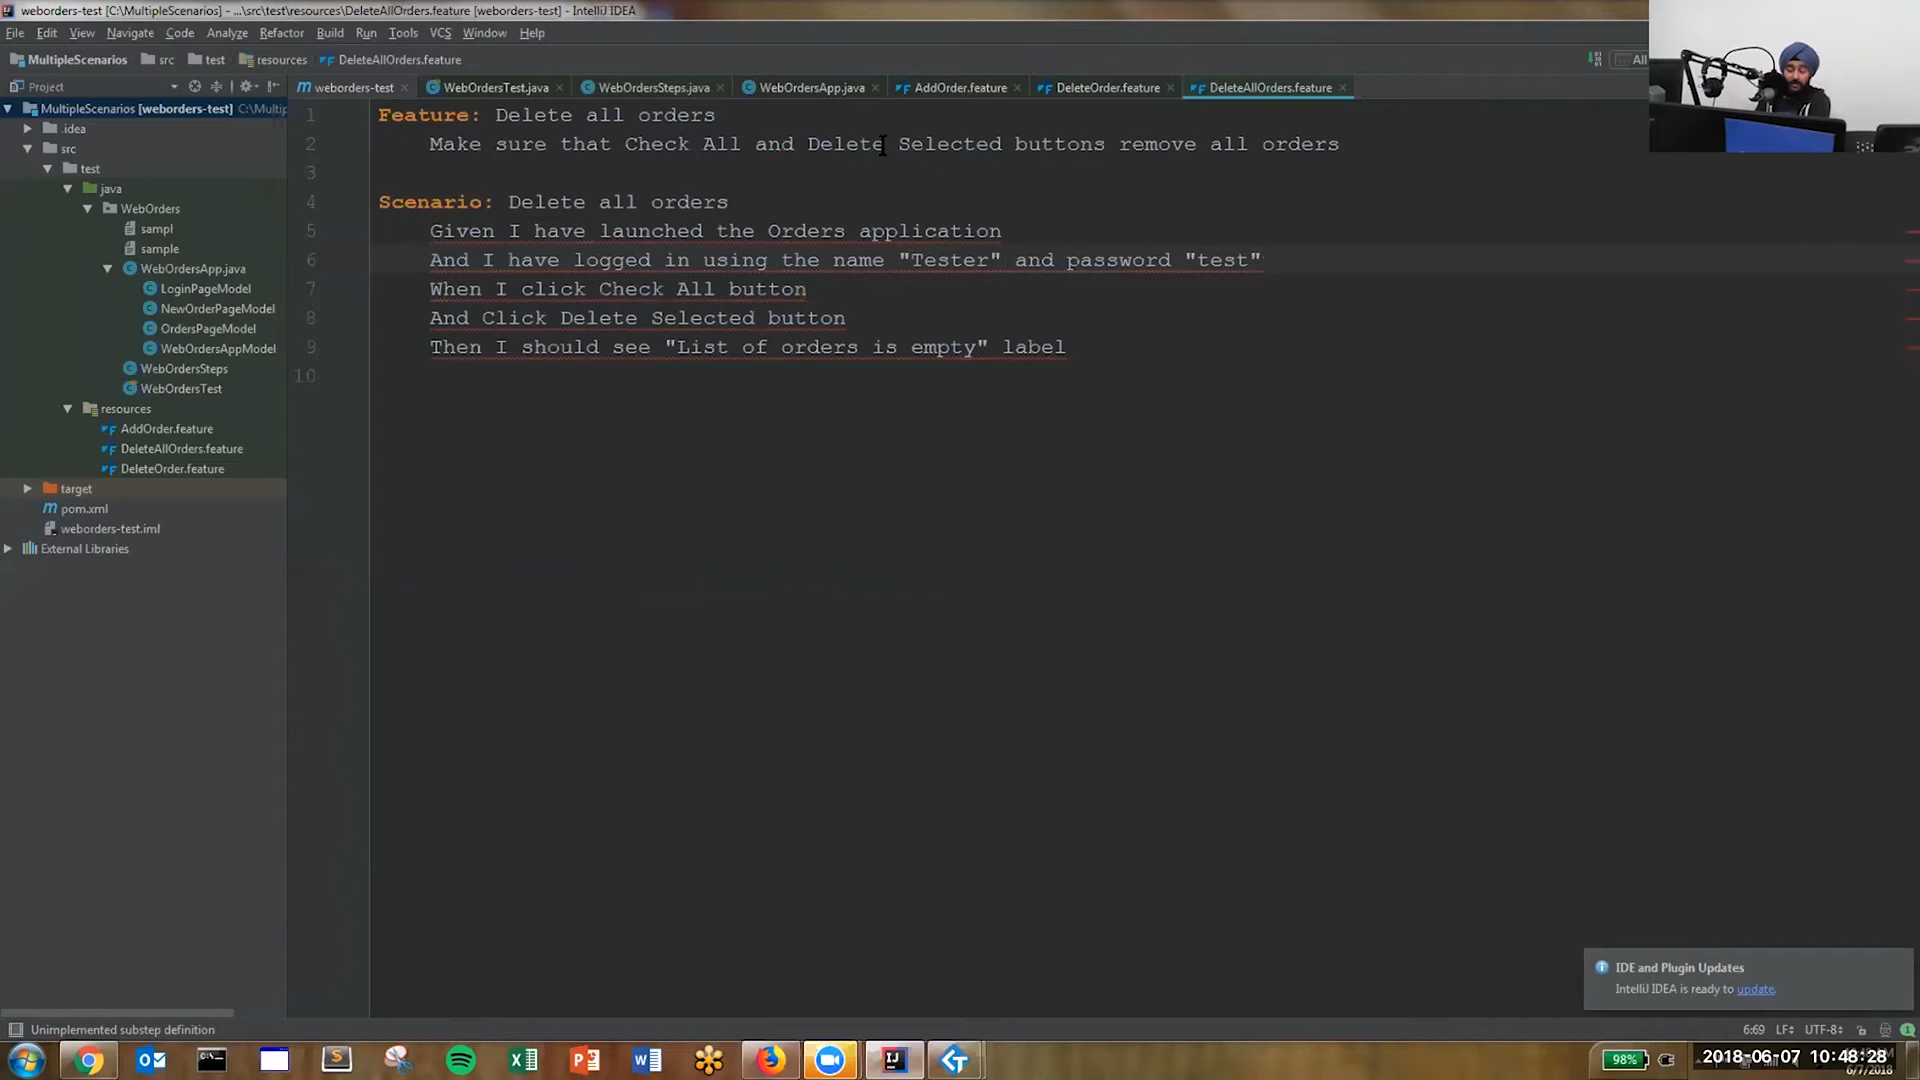 weborders-test [C:\MultipleScenarios] - ...\src\test\resources\DeleteAllOrders.feature [weborders-test] - IntelliJ IDEA
File Edit View Navigate Code Analyze Refactor Build Run Tools VCS Window Help
MultipleScenarios src test resources DeleteAllOrders.feature All
Project weborders-test WebOrdersTest.java WebOrdersSteps.java WebOrdersApp.java AddOrder.feature DeleteOrder.feature DeleteAllOrders.feature
MultipleScenarios [weborders-test] C:\Multip
.idea
src
test
java
WebOrders
sampl
sample
WebOrdersApp.java
LoginPageModel
NewOrderPageModel
OrdersPageModel
WebOrdersAppModel
WebOrdersSteps
WebOrdersTest
resources
AddOrder.feature
DeleteAllOrders.feature
DeleteOrder.feature
target
pom.xml
weborders-test.iml
External Libraries
1 Feature: Delete all orders
2 Make sure that Check All and Delete Selected buttons remove all orders
3
4 Scenario: Delete all orders
5 Given I have launched the Orders application
6 And I have logged in using the name "Tester" and password "test"
7 When I click Check All button
8 And Click Delete Selected button
9 Then I should see "List of orders is empty" label
10
IDE and Plugin Updates
IntelliJ IDEA is ready to update.
Unimplemented substep definition 6:69 LF UTF-8
98% 2018-06-07 10:48:28
6/7/2018